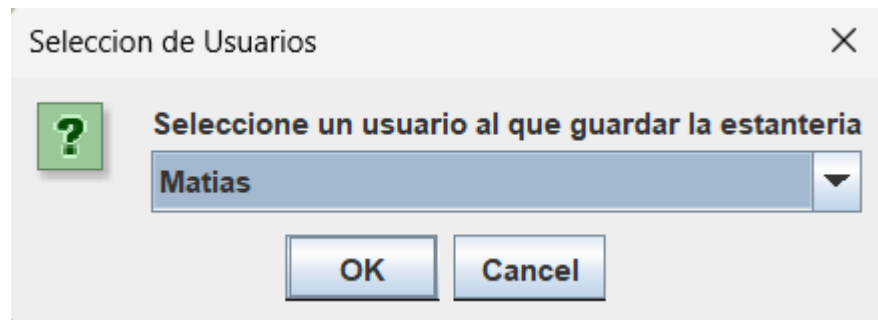 Seleccion de Usuarios
?
Seleccione un usuario al que guardar la estanteria
Matias
OK Cancel